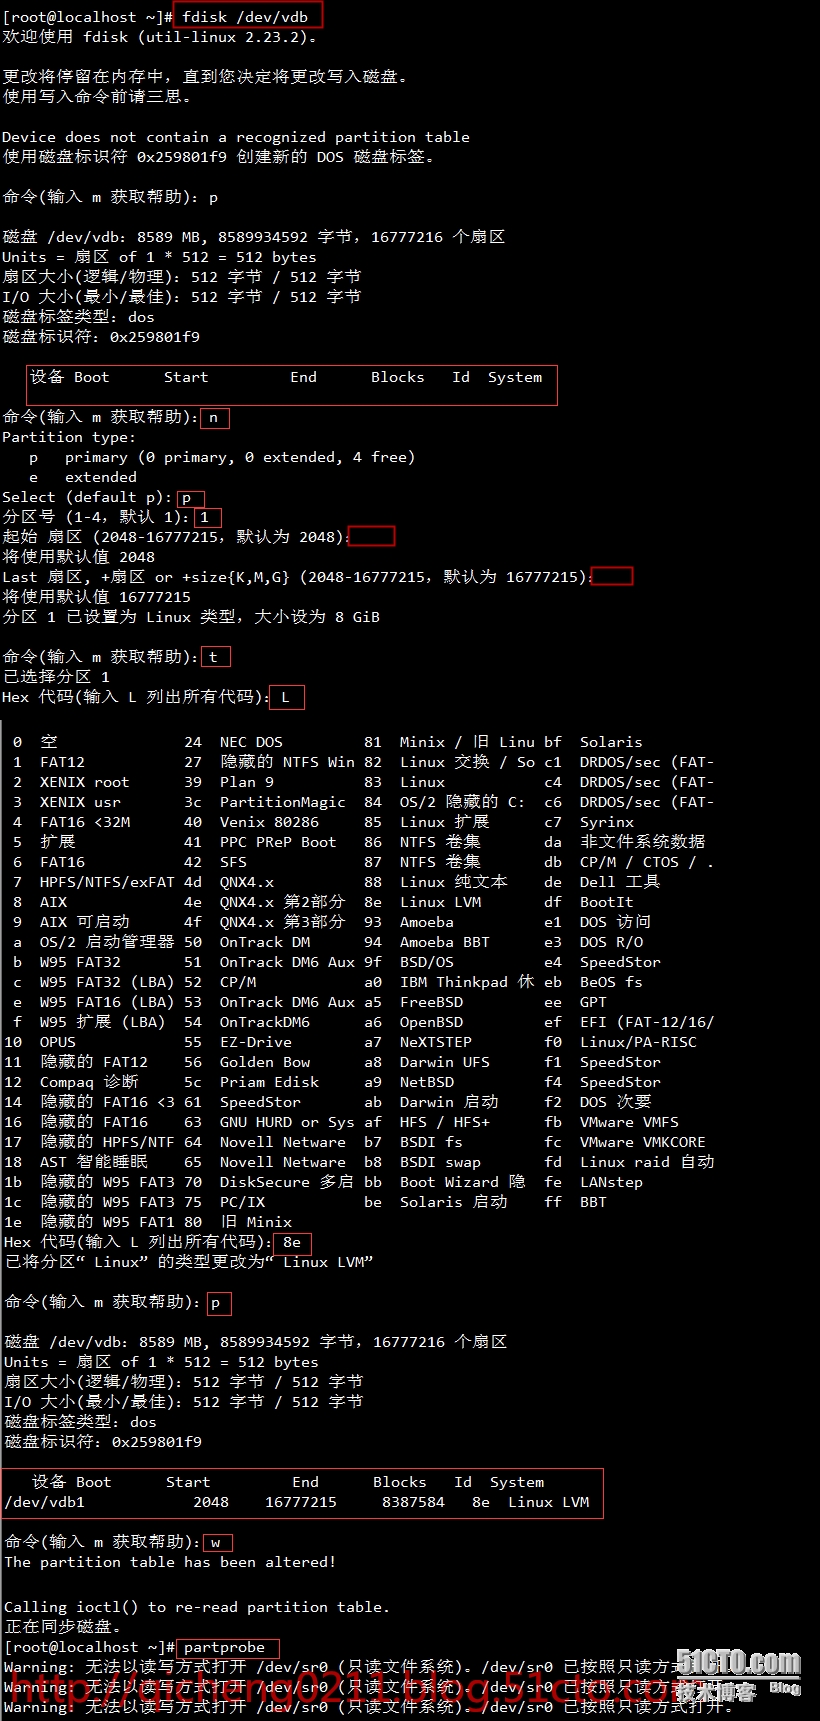 [root@localhost ~]# fdisk /dev/vdb
欢迎使用 fdisk (util-linux 2.23.2)。
更改将停留在内存中，直到您决定将更改写入磁盘。
使用写入命令前请三思。
Device does not contain a recognized partition table
使用磁盘标识符 0x259801f9 创建新的 DOS 磁盘标签。
命令(输入 m 获取帮助)：p
磁盘 /dev/vdb：8589 MB, 8589934592 字节，16777216 个扇区
Units = 扇区 of 1 * 512 = 512 bytes
扇区大小(逻辑/物理)：512 字节 / 512 字节
I/O 大小(最小/最佳)：512 字节 / 512 字节
磁盘标签类型：dos
磁盘标识符：0x259801f9
设备 Boot      Start         End      Blocks   Id  System
命令(输入 m 获取帮助)：n
Partition type:
p   primary (0 primary, 0 extended, 4 free)
e   extended
Select (default p): p
分区号 (1-4，默认 1)：1
起始 扇区 (2048-16777215，默认为 2048)：
将使用默认值 2048
Last 扇区, +扇区 or +size{K,M,G} (2048-16777215，默认为 16777215)：
将使用默认值 16777215
分区 1 已设置为 Linux 类型，大小设为 8 GiB
命令(输入 m 获取帮助)：t
已选择分区 1
Hex 代码(输入 L 列出所有代码)：L
0  空              24  NEC DOS         81  Minix / 旧 Linu bf  Solaris
1  FAT12           27  隐藏的 NTFS Win 82  Linux 交换 / So c1  DRDOS/sec (FAT-
2  XENIX root      39  Plan 9          83  Linux           c4  DRDOS/sec (FAT-
3  XENIX usr       3c  PartitionMagic  84  OS/2 隐藏的 C:  c6  DRDOS/sec (FAT-
4  FAT16 <32M      40  Venix 80286     85  Linux 扩展      c7  Syrinx
5  扩展            41  PPC PReP Boot   86  NTFS 卷集       da  非文件系统数据
6  FAT16           42  SFS             87  NTFS 卷集       db  CP/M / CTOS / .
7  HPFS/NTFS/exFAT 4d  QNX4.x          88  Linux 纯文本    de  Dell 工具
8  AIX             4e  QNX4.x 第2部分  8e  Linux LVM       df  BootIt
9  AIX 可启动      4f  QNX4.x 第3部分  93  Amoeba          e1  DOS 访问
a  OS/2 启动管理器 50  OnTrack DM      94  Amoeba BBT      e3  DOS R/O
b  W95 FAT32       51  OnTrack DM6 Aux 9f  BSD/OS          e4  SpeedStor
c  W95 FAT32 (LBA) 52  CP/M            a0  IBM Thinkpad 休 eb  BeOS fs
e  W95 FAT16 (LBA) 53  OnTrack DM6 Aux a5  FreeBSD         ee  GPT
f  W95 扩展 (LBA)  54  OnTrackDM6      a6  OpenBSD         ef  EFI (FAT-12/16/
10  OPUS            55  EZ-Drive        a7  NeXTSTEP        f0  Linux/PA-RISC
11  隐藏的 FAT12    56  Golden Bow      a8  Darwin UFS      f1  SpeedStor
12  Compaq 诊断     5c  Priam Edisk     a9  NetBSD          f4  SpeedStor
14  隐藏的 FAT16 <3 61  SpeedStor       ab  Darwin 启动     f2  DOS 次要
16  隐藏的 FAT16    63  GNU HURD or Sys af  HFS / HFS+      fb  VMware VMFS
17  隐藏的 HPFS/NTF 64  Novell Netware  b7  BSDI fs         fc  VMware VMKCORE
18  AST 智能睡眠    65  Novell Netware  b8  BSDI swap       fd  Linux raid 自动
1b  隐藏的 W95 FAT3 70  DiskSecure 多启 bb  Boot Wizard 隐  fe  LANstep
1c  隐藏的 W95 FAT3 75  PC/IX           be  Solaris 启动    ff  BBT
1e  隐藏的 W95 FAT1 80  旧 Minix
Hex 代码(输入 L 列出所有代码)：8e
已将分区“ Linux” 的类型更改为“ Linux LVM”
命令(输入 m 获取帮助)：p
磁盘 /dev/vdb：8589 MB, 8589934592 字节，16777216 个扇区
Units = 扇区 of 1 * 512 = 512 bytes
扇区大小(逻辑/物理)：512 字节 / 512 字节
I/O 大小(最小/最佳)：512 字节 / 512 字节
磁盘标签类型：dos
磁盘标识符：0x259801f9
设备 Boot      Start         End      Blocks   Id  System
/dev/vdb1            2048    16777215     8387584   8e  Linux LVM
命令(输入 m 获取帮助)：w
The partition table has been altered!
Calling ioctl() to re-read partition table.
正在同步磁盘。
[root@localhost ~]# partprobe
Warning: 无法以读写方式打开 /dev/sr0 (只读文件系统)。/dev/sr0 已按照只读方式打开。
Warning: 无法以读写方式打开 /dev/sr0 (只读文件系统)。/dev/sr0 已按照只读方式打开。
Warning: 无法以读写方式打开 /dev/sr0 (只读文件系统)。/dev/sr0 已按照只读方式打开。
51CTO.com
技术博客 Blog